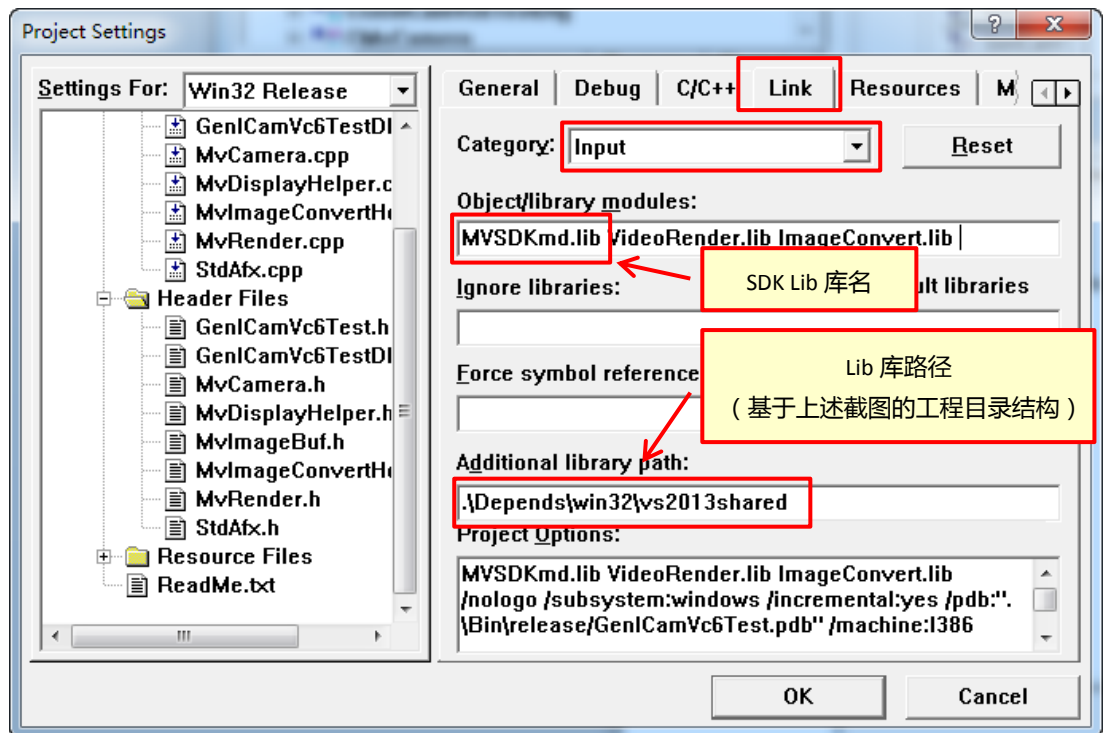 Project Settings
Settings For:
Win32 Release
GenICamVc6TestDl
MvCamera.cpp
MvDisplayHelper.c
MvImageConvertHe
MvRender.cpp
StdAfx.cpp
Header Files
GenICamVc6Test.h
GenICamVc6TestDl
MvCamera.h
MvDisplayHelper.h
MvImageBuf.h
MvImageConvertHe
MvRender.h
StdAfx.h
Resource Files
ReadMe.txt
General Debug C/C++ Link Resources M
Category: Input Reset
Object/library modules:
MVSDKmd.lib VideoRender.lib ImageConvert.lib
SDK Lib 库名
Ignore libraries: ult libraries
Lib 库路径
（基于上述截图的工程目录结构）
Force symbol reference
Additional library path:
.\Depends\win32\vs2013shared
Project Options:
MVSDKmd.lib VideoRender.lib ImageConvert.lib
/nologo /subsystem:windows /incremental:yes /pdb:".
\Bin\release/GenICamVc6Test.pdb" /machine:I386
OK Cancel